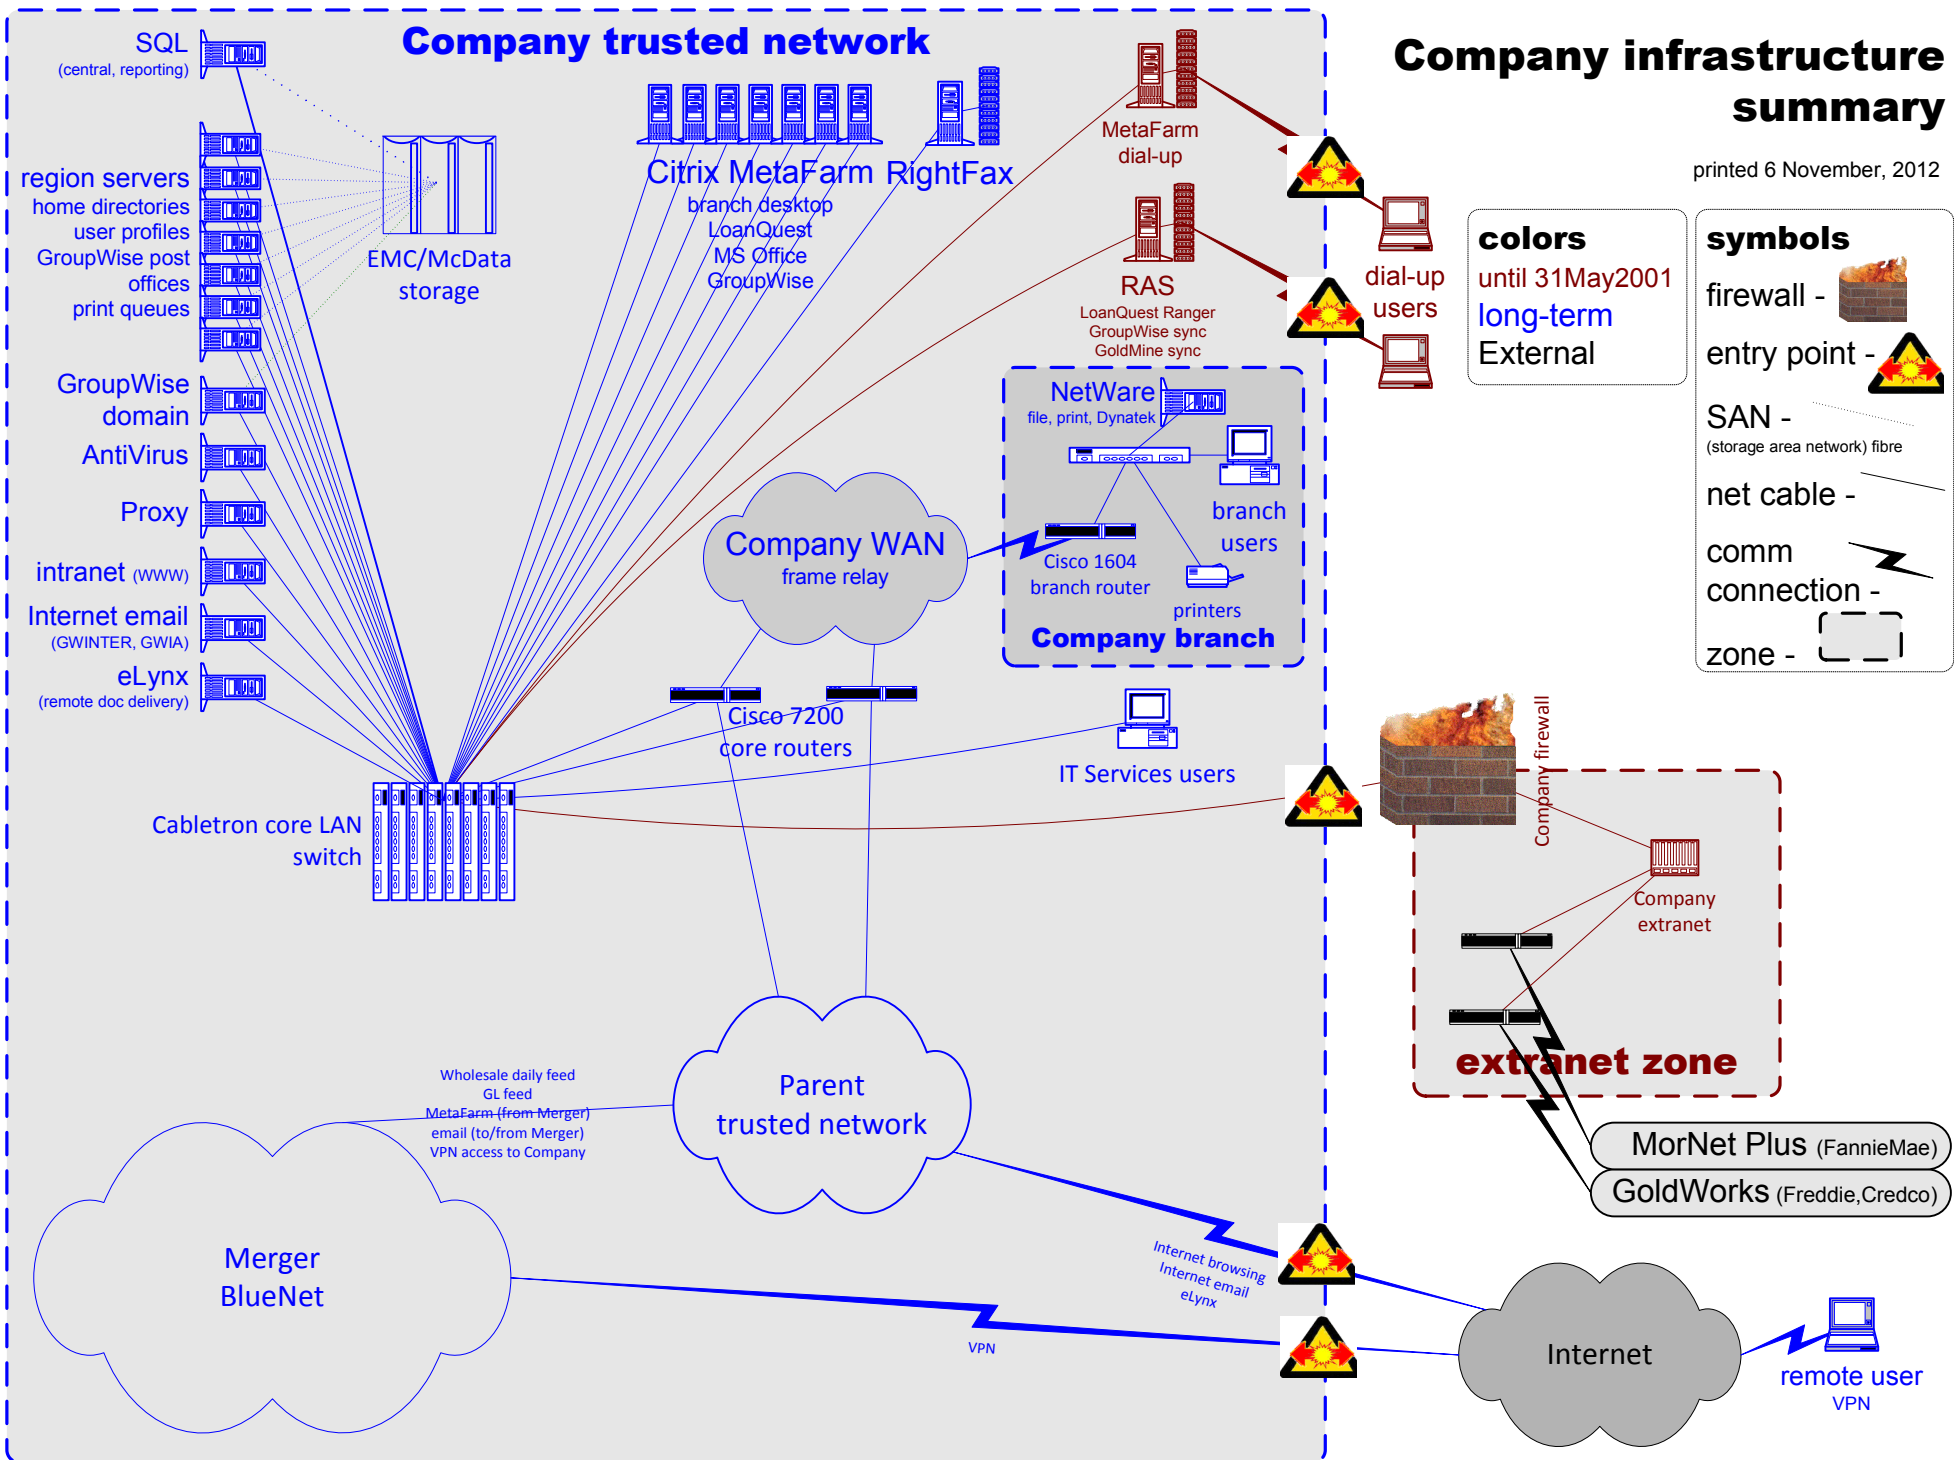 Company trusted network
Company infrastructure
summary
printed 6 November, 2012
SQL
(central, reporting)
region servers
home directories
user profiles
GroupWise post
offices
print queues
GroupWise
domain
AntiVirus
Proxy
intranet (WWW)
Internet email
(GWINTER, GWIA)
eLynx
(remote doc delivery)
EMC/McData
storage
Citrix MetaFarm
branch desktop
LoanQuest
MS Office
GroupWise
RightFax
MetaFarm
dial-up
RAS
LoanQuest Ranger
GroupWise sync
GoldMine sync
dial-up
users
colors
until 31May2001
long-term
External
symbols
firewall -
entry point -
SAN -
(storage area network) fibre
net cable -
comm
connection -
zone -
NetWare
file, print, Dynatek
branch
users
Cisco 1604
branch router
printers
Company branch
Company WAN
frame relay
Cisco 7200
core routers
IT Services users
Cabletron core LAN
switch
Company firewall
Company
extranet
extranet zone
MorNet Plus (FannieMae)
GoldWorks (Freddie,Credco)
Wholesale daily feed
GL feed
MetaFarm (from Merger)
email (to/from Merger)
VPN access to Company
Parent
trusted network
Merger
BlueNet
Internet browsing
Internet email
eLynx
VPN
Internet
remote user
VPN